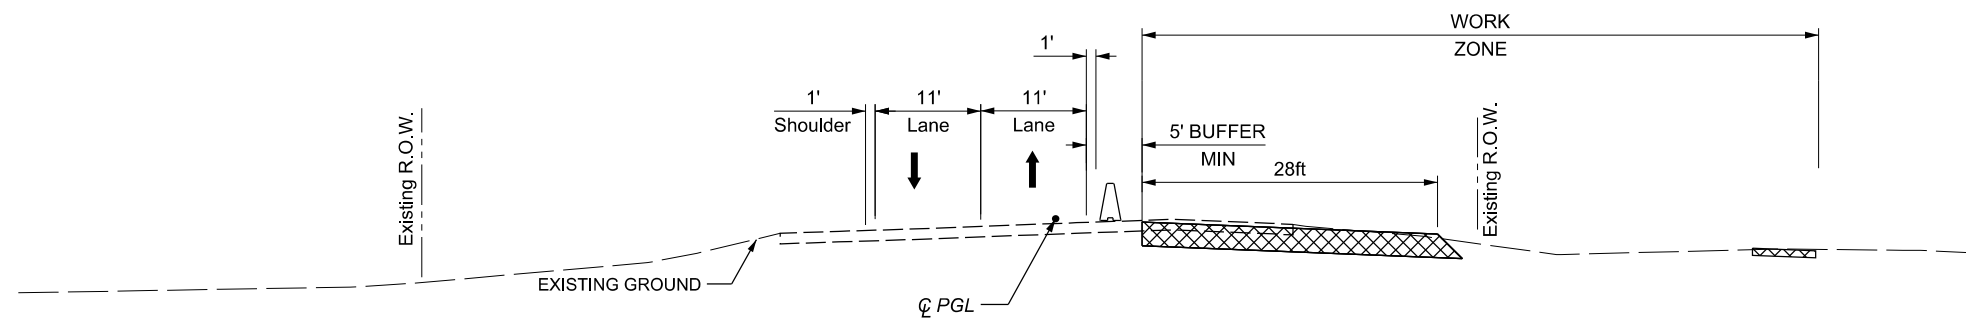 WORK
ZONE
1'
1'
Shoulder
11'
Lane
11'
Lane
5' BUFFER
MIN
28ft
Existing R.O.W.
Existing R.O.W.
EXISTING GROUND
℄ PGL